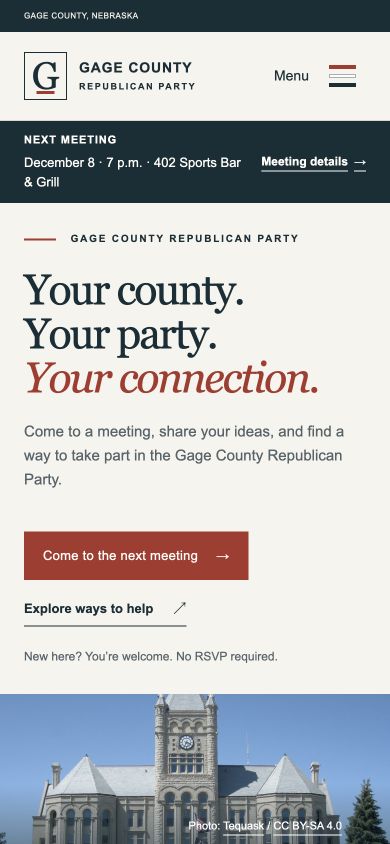 GAGE COUNTY, NEBRASKA
G
GAGE COUNTY
REPUBLICAN PARTY
Menu
NEXT MEETING
December 8 · 7 p.m. · 402 Sports Bar
& Grill
Meeting details →
GAGE COUNTY REPUBLICAN PARTY
Your county.
Your party.
Your connection.
Come to a meeting, share your ideas, and find a
way to take part in the Gage County Republican
Party.
Come to the next meeting →
Explore ways to help ↗
New here? You’re welcome. No RSVP required.
Photo: Tequask / CC BY-SA 4.0